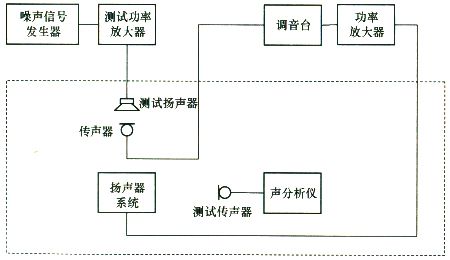 噪声信号
发生器
测试功率
放大器
调音台
功率
放大器
测试扬声器
传声器
扬声器
系统
测试传声器
声分析仪